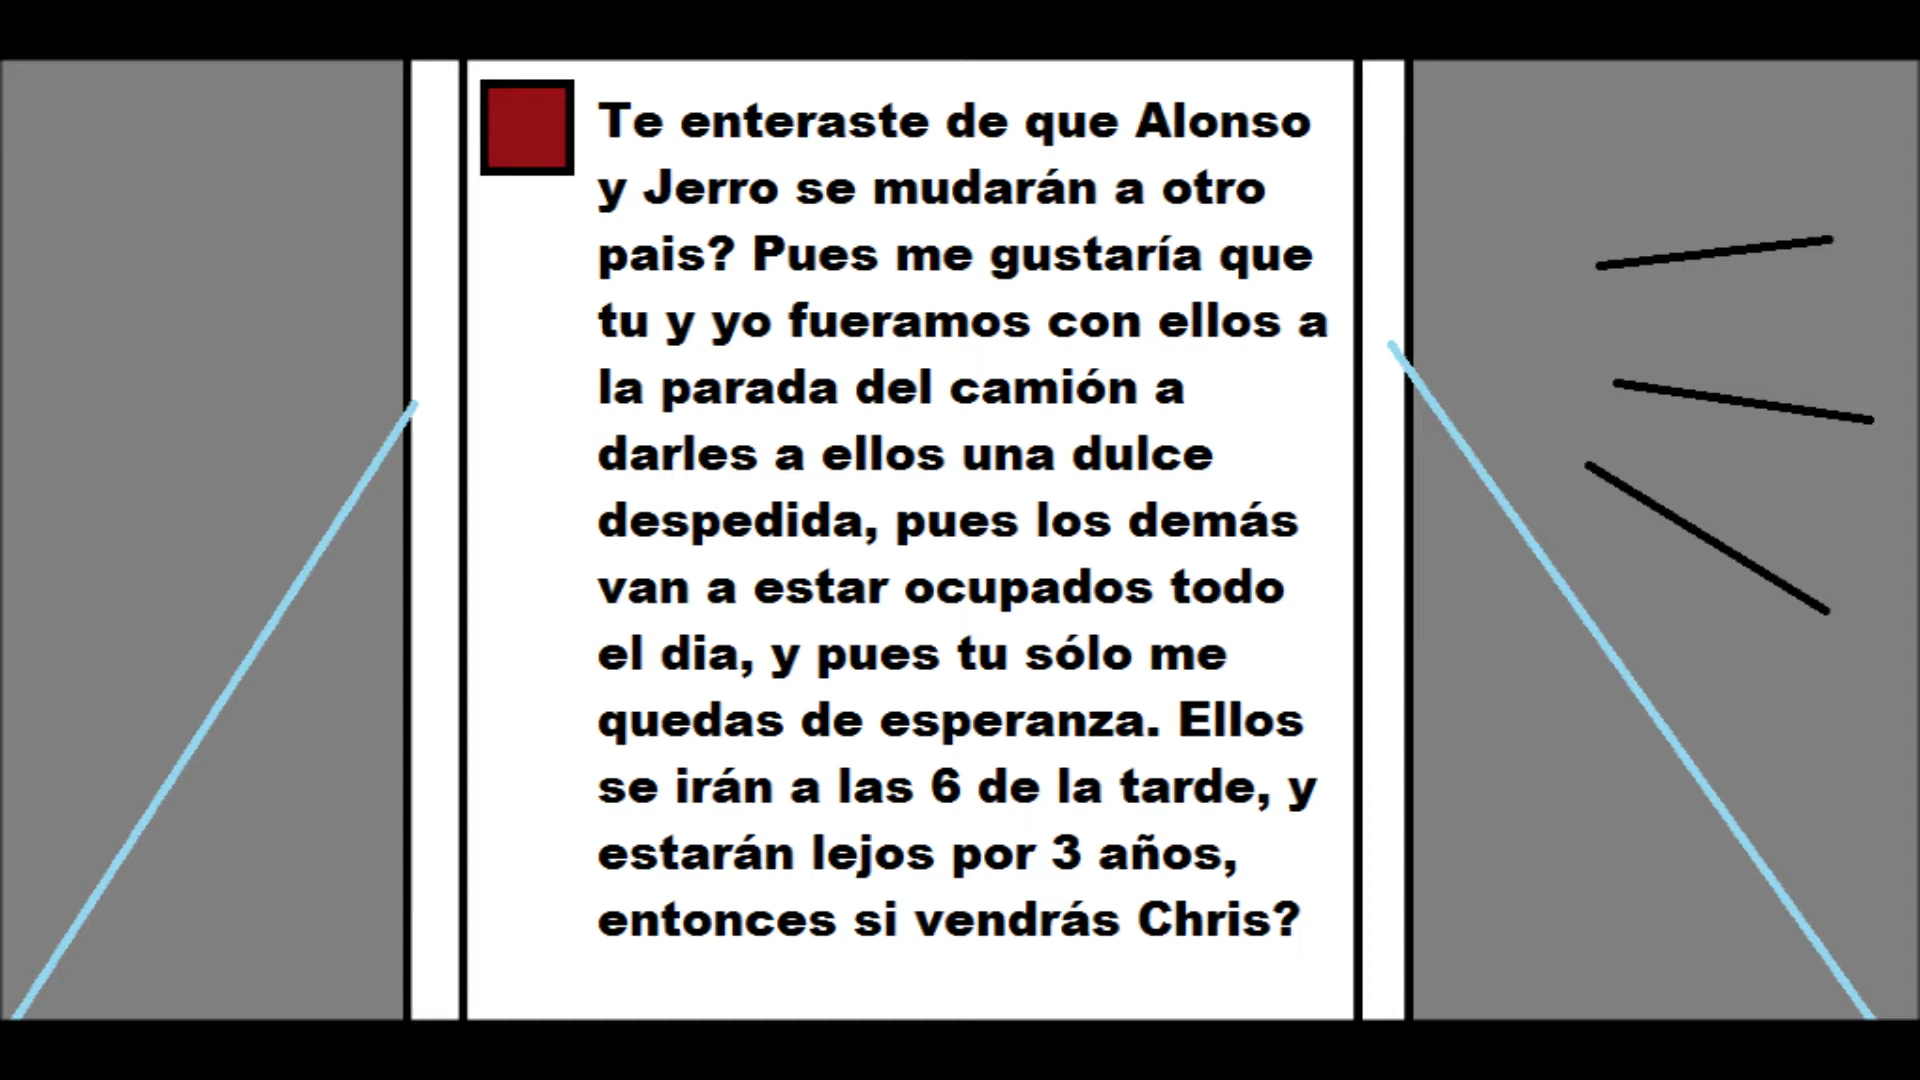 Te enteraste de que Alonso
y Jerro se mudarán a otro
pais? Pues me gustaría que
tu y yo fueramos con ellos a
la parada del camión a
darles a ellos una dulce
despedida, pues los demás
van a estar ocupados todo
el dia, y pues tu sólo me
quedas de esperanza. Ellos
se irán a las 6 de la tarde, y
estarán lejos por 3 años,
entonces si vendrás Chris?